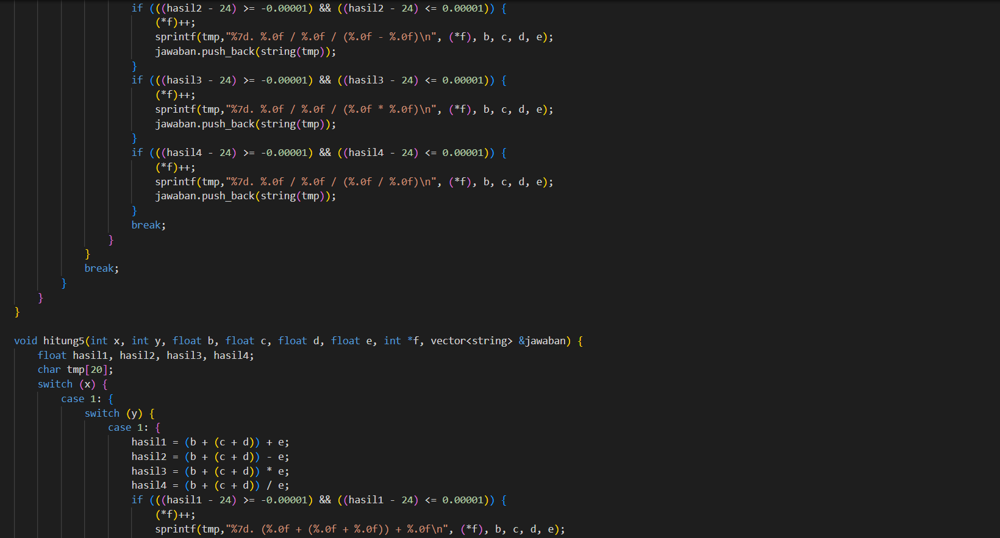 if (((hasil2 - 24) >= -0.00001) && ((hasil2 - 24) <= 0.00001)) {
(*f)++;
sprintf(tmp,"%7d. %.0f / %.0f / (%.0f - %.0f)\n", (*f), b, c, d, e);
jawaban.push_back(string(tmp));
}
if (((hasil3 - 24) >= -0.00001) && ((hasil3 - 24) <= 0.00001)) {
(*f)++;
sprintf(tmp,"%7d. %.0f / %.0f / (%.0f * %.0f)\n", (*f), b, c, d, e);
jawaban.push_back(string(tmp));
}
if (((hasil4 - 24) >= -0.00001) && ((hasil4 - 24) <= 0.00001)) {
(*f)++;
sprintf(tmp,"%7d. %.0f / %.0f / (%.0f / %.0f)\n", (*f), b, c, d, e);
jawaban.push_back(string(tmp));
}
break;
}
}
break;
}
}
}
void hitung5(int x, int y, float b, float c, float d, float e, int *f, vector<string> &jawaban) {
float hasil1, hasil2, hasil3, hasil4;
char tmp[20];
switch (x) {
case 1: {
switch (y) {
case 1: {
hasil1 = (b + (c + d)) + e;
hasil2 = (b + (c + d)) - e;
hasil3 = (b + (c + d)) * e;
hasil4 = (b + (c + d)) / e;
if (((hasil1 - 24) >= -0.00001) && ((hasil1 - 24) <= 0.00001)) {
(*f)++;
sprintf(tmp,"%7d. (%.0f + (%.0f + %.0f)) + %.0f\n", (*f), b, c, d, e);